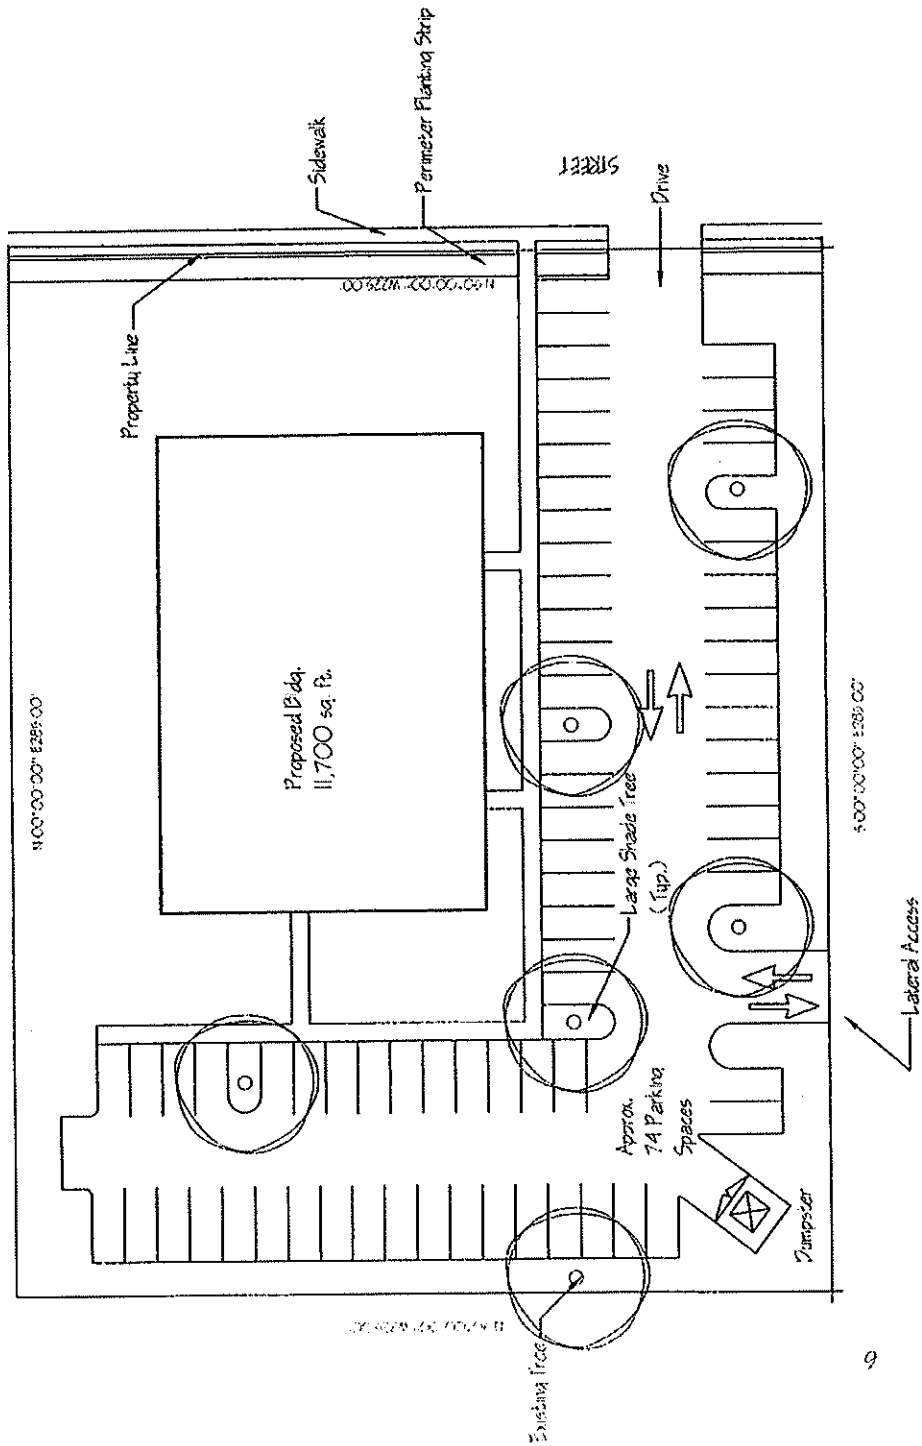 Sidewalk
Perimeter Planting Strip
Property Line
STREET
Drive
Proposed Bldg.
11,700 sq. ft.
Large Shade Tree
(Typ.)
Approx.
74 Parking
Spaces
Lateral Access
Dumpster
Existing Tree
9